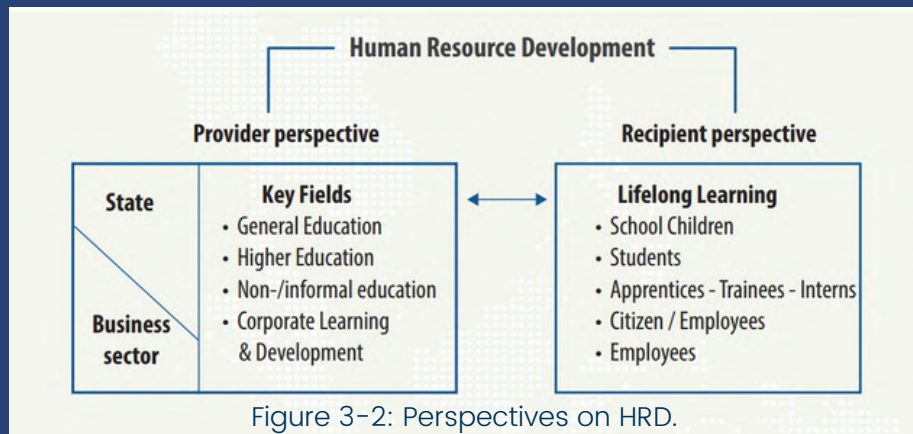 Human Resource Development
Provider perspective
Recipient perspective
State
Business
sector
Key Fields
• General Education
• Higher Education
• Non-/informal education
• Corporate Learning
& Development
Lifelong Learning
• School Children
• Students
• Apprentices - Trainees - Interns
• Citizen / Employees
• Employees
Figure 3-2: Perspectives on HRD.